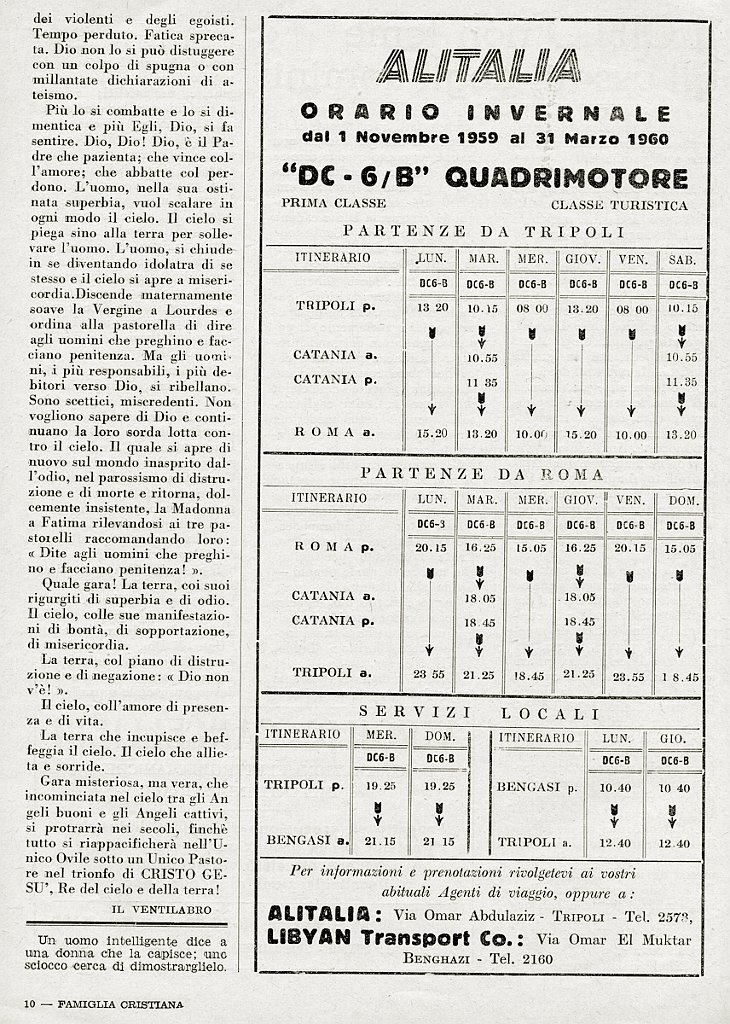 dei violenti e degli egoisti.
Tempo perduto. Fatica spreca-
ta. Dio non lo si può distuggere
con un colpo di spugna o con
millantate dichiarazioni di a-
teismo.
Più lo si combatte e lo si di-
mentica e più Egli, Dio, si fa
sentire. Dio, Dio! Dio, è il Pa-
dre che pazienta; che vince col-
l'amore; che abbatte col per-
dono. L'uomo, nella sua osti-
nata superbia, vuol scalare in
ogni modo il cielo. Il cielo si
piega sino alla terra per solle-
vare l'uomo. L'uomo, si chiude
in se diventando idolatra di se
stesso e il cielo si apre a miseri-
cordia.Discende maternamente
soave la Vergine a Lourdes e
ordina alla pastorella di dire
agli uomini che preghino e fac-
ciano penitenza. Ma gli uomi-
ni, i più responsabili, i più de-
bitori verso Dio, si ribellano.
Sono scettici, miscredenti. Non
vogliono sapere di Dio e conti-
nuano la loro sorda lotta con-
tro il cielo. Il quale si apre di
nuovo sul mondo inasprito dal-
l'odio, nel parossismo di distru-
zione e di morte e ritorna, dol-
cemente insistente, la Madonna
a Fatima rilevandosi ai tre pa-
storelli raccomandando loro:
« Dite agli uomini che preghi-
no e facciano penitenza! ».
Quale gara! La terra, coi suoi
rigurgiti di superbia e di odio.
Il cielo, colle sue manifestazio-
ni di bontà, di sopportazione,
di misericordia.
La terra, col piano di distru-
zione e di negazione: « Dio non
v'è! ».
Il cielo, coll'amore di presen-
za e di vita.
La terra che incupisce e bef-
feggia il cielo. Il cielo che allie-
ta e sorride.
Gara misteriosa, ma vera, che
incominciata nel cielo tra gli An
geli buoni e gli Angeli cattivi,
si protrarrà nei secoli, finchè
tutto si riappacificherà nell'U-
nico Ovile sotto un Unico Pasto-
re nel trionfo di CRISTO GE-
SU', Re del cielo e della terra!
IL VENTILABRO
Un uomo intelligente dice a
una donna che la capisce; uno
sciocco cerca di dimostrarglielo.
10 — FAMIGLIA CRISTIANA
ALITALIA
ORARIO INVERNALE
dal 1 Novembre 1959 al 31 Marzo 1960
"DC - 6/B" QUADRIMOTORE
PRIMA CLASSE CLASSE TURISTICA
PARTENZE DA TRIPOLI
ITINERARIO LUN. MAR. MER. GIOV. VEN. SAB.
DC6-B DC6-B DC6-B DC6-B DC6-B DC6-B
TRIPOLI p. 13 20 10.15 08 00 13.20 08 00 10.15
CATANIA a. 10.55 10.55
CATANIA p. 11 35 11.35
ROMA a. 15.20 13.20 10.00 15.20 10.00 13.20
PARTENZE DA ROMA
ITINERARIO LUN. MAR. MER. GIOV. VEN. DOM.
DC6-3 DC6-B DC6-B DC6-B DC6-B DC6-B
ROMA p. 20.15 16.25 15.05 16.25 20.15 15.05
CATANIA a. 18.05 18.05
CATANIA p. 18.45 18.45
TRIPOLI a. 23 55 21.25 18.45 21.25 23.55 18.45
SERVIZI LOCALI
ITINERARIO MER. DOM.
DC6-B DC6-B
TRIPOLI p. 19.25 19.25
BENGASI a. 21.15 21 15
ITINERARIO LUN. GIO.
DC6-B DC6-B
BENGASI p. 10.40 10 40
TRIPOLI a. 12.40 12.40
Per informazioni e prenotazioni rivolgetevi ai vostri
abituali Agenti di viaggio, oppure a :
ALITALIA: Via Omar Abdulaziz - TRIPOLI - Tel. 2573,
LIBYAN Transport Co.: Via Omar El Muktar
BENGHAZI - Tel. 2160